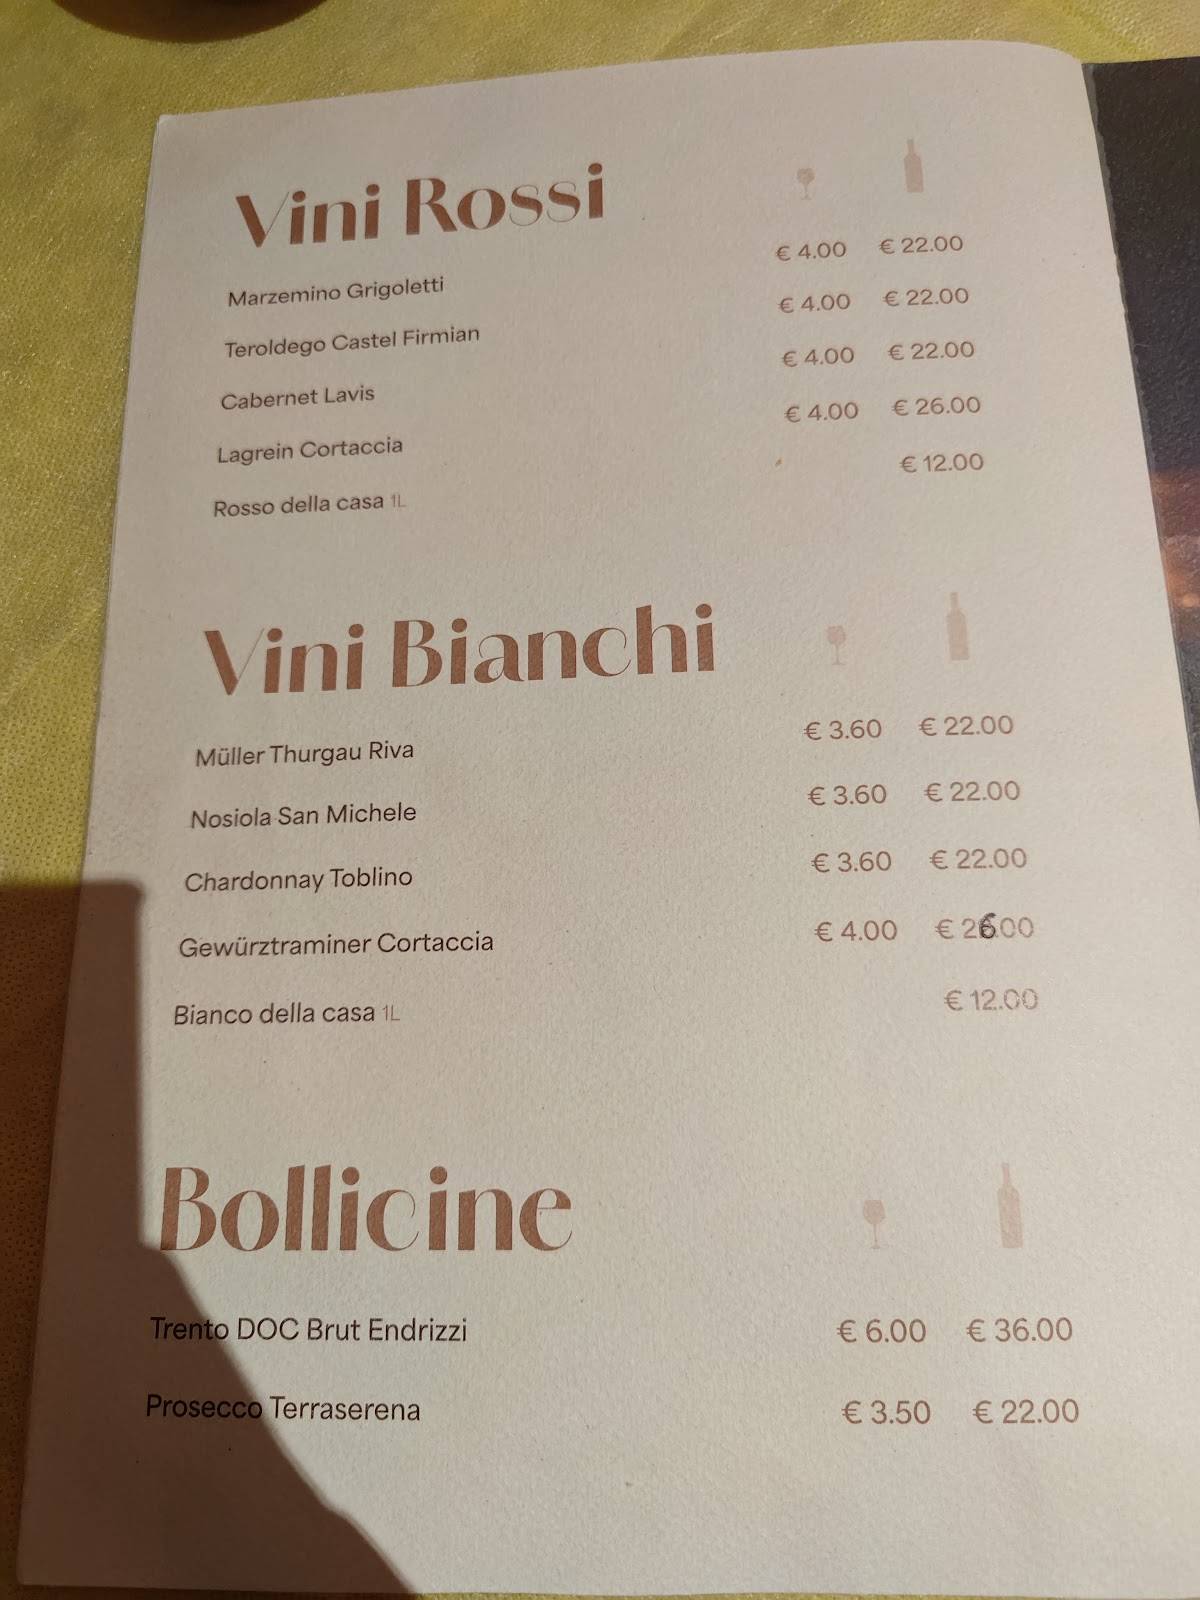 Vini Rossi
Marzemino Grigoletti € 4.00 € 22.00
Teroldego Castel Firmian € 4.00 € 22.00
Cabernet Lavis € 4.00 € 22.00
Lagrein Cortaccia € 4.00 € 26.00
Rosso della casa 1L € 12.00
Vini Bianchi
Müller Thurgau Riva € 3.60 € 22.00
Nosiola San Michele € 3.60 € 22.00
Chardonnay Toblino € 3.60 € 22.00
Gewürztraminer Cortaccia € 4.00 € 26.00
Bianco della casa 1L € 12.00
Bollicine
Trento DOC Brut Endrizzi € 6.00 € 36.00
Prosecco Terraserena € 3.50 € 22.00